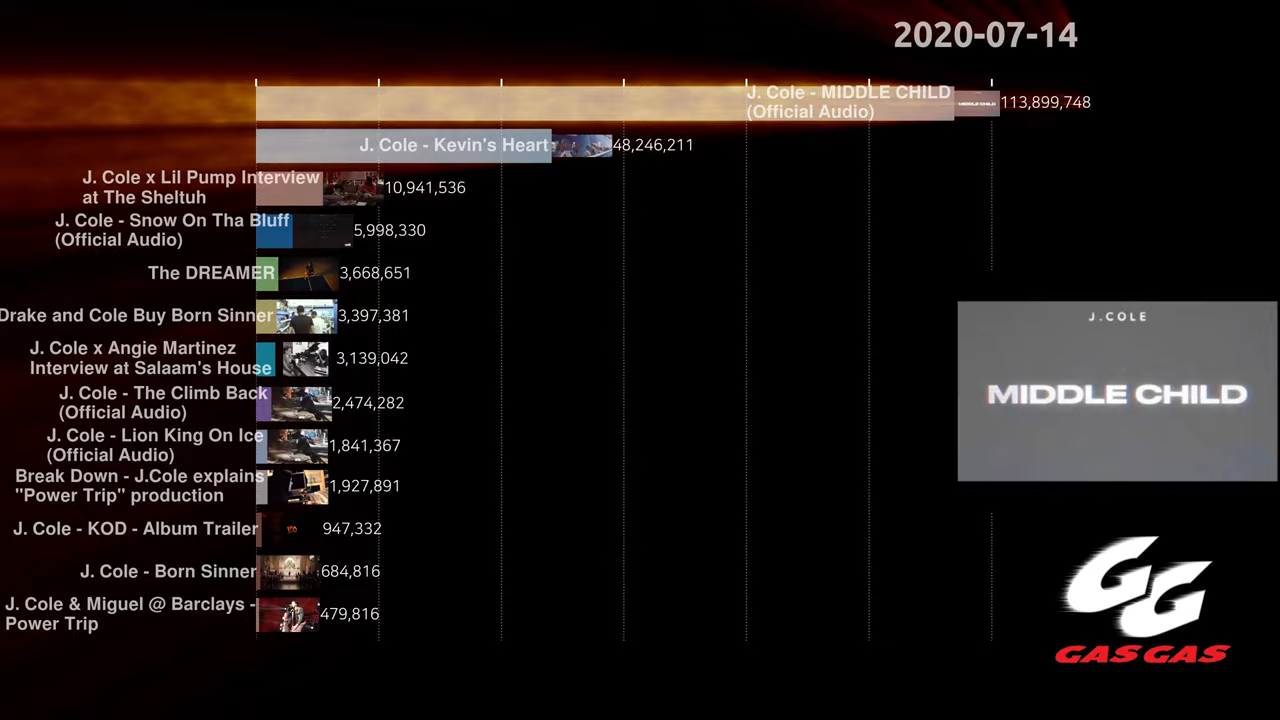 2020-07-14
J. Cole - MIDDLE CHILD
(Official Audio)
MIDDLE CHILD
113,899,748
J. Cole - Kevin's Heart
48,246,211
J. Cole x Lil Pump Interview
at The Sheltuh
10,941,536
J. Cole - Snow On Tha Bluff
(Official Audio)
5,998,330
The DREAMER
3,668,651
Drake and Cole Buy Born Sinner
3,397,381
J. Cole x Angie Martinez
Interview at Salaam's House
3,139,042
J. Cole - The Climb Back
(Official Audio)
2,474,282
J. Cole - Lion King On Ice
(Official Audio)
1,841,367
Break Down - J.Cole explains
"Power Trip" production
1,927,891
J. Cole - KOD - Album Trailer
947,332
J. Cole - Born Sinner
684,816
J. Cole & Miguel @ Barclays -
Power Trip
479,816
J.COLE
MIDDLE CHILD
GG
GAS GAS